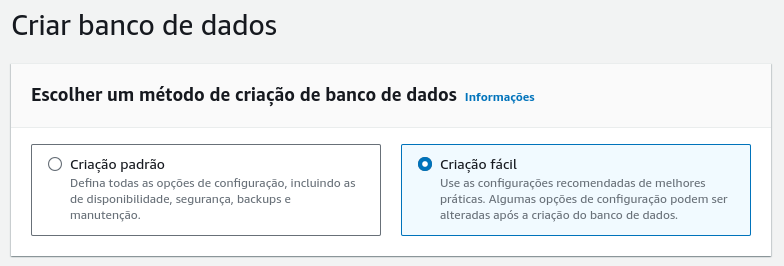 Criar banco de dados
Escolher um método de criação de banco de dados Informações
Criação padrão
Defina todas as opções de configuração, incluindo as
de disponibilidade, segurança, backups e
manutenção.
Criação fácil
Use as configurações recomendadas de melhores
práticas. Algumas opções de configuração podem ser
alteradas após a criação do banco de dados.